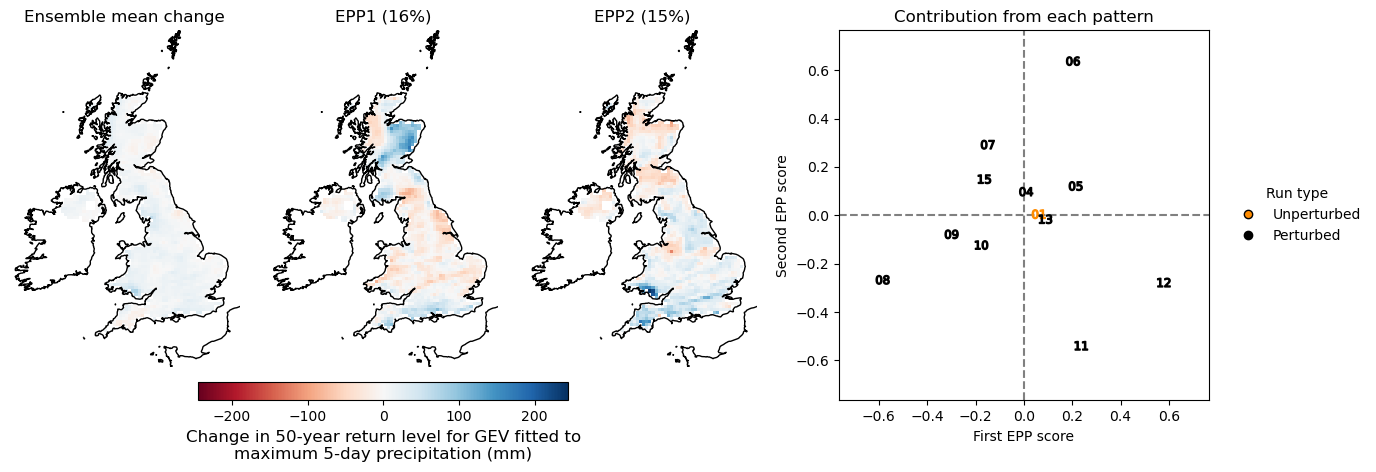 Ensemble mean change
EPP1 (16%)
EPP2 (15%)
Contribution from each pattern
−200
−100
0
100
200
Change in 50-year return level for GEV fitted to
maximum 5-day precipitation (mm)
Second EPP score
0.6
0.4
0.2
0.0
−0.2
−0.4
−0.6
06
07
15
04
05
01
13
09
10
08
12
11
−0.6
−0.4
−0.2
0.0
0.2
0.4
0.6
First EPP score
Run type
Unperturbed
Perturbed